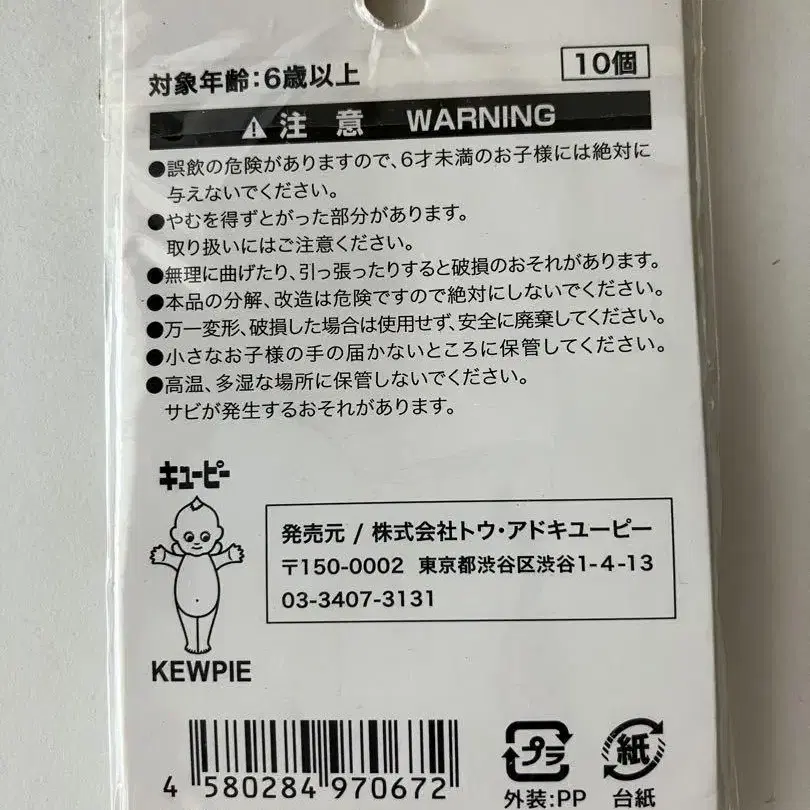 対象年齢:6歳以上
10個
注意 WARNING
●誤飲の危険がありますので、6才未満のお子様には絶対に
与えないでください。
●やむを得ずとがった部分があります。
取り扱いにはご注意ください。
●無理に曲げたり、引っ張ったりすると破損のおそれがあります。
●本品の分解、改造は危険ですので絶対にしないでください。
●万一変形、破損した場合は使用せず、安全に廃棄してください。
●小さなお子様の手の届かないところに保管してください。
●高温、多湿な場所に保管しないでください。
サビが発生するおそれがあります。
キューピー
発売元 / 株式会社トウ・アドキユーピー
〒150-0002 東京都渋谷区渋谷1-4-13
03-3407-3131
KEWPIE
4 580284 970672
プラ
外装:PP
紙
台紙